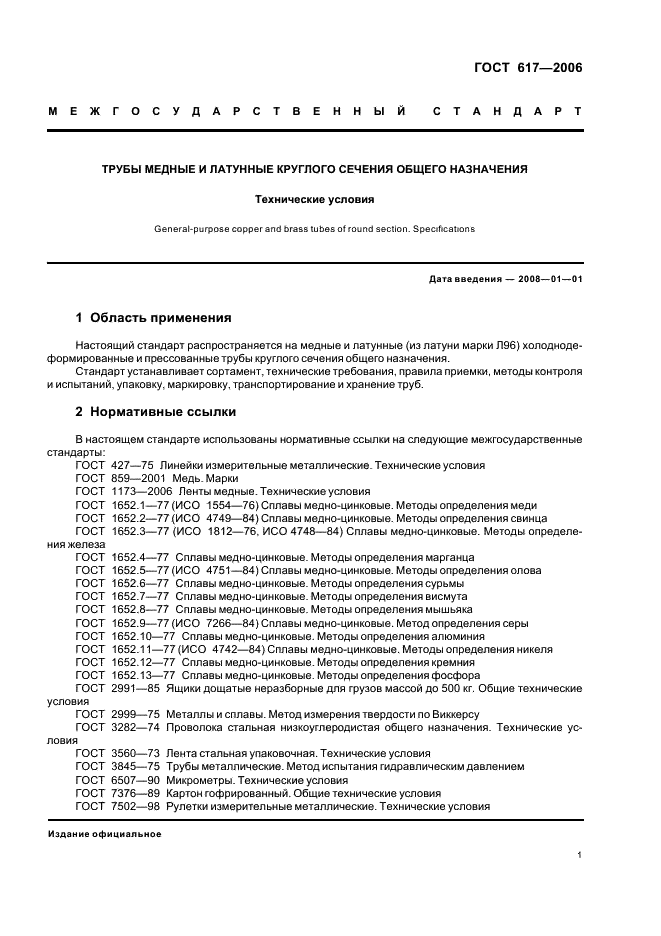 ГОСТ 617—2006
МЕЖГОСУДАРСТВЕННЫЙ СТАНДАРТ
ТРУБЫ МЕДНЫЕ И ЛАТУННЫЕ КРУГЛОГО СЕЧЕНИЯ ОБЩЕГО НАЗНАЧЕНИЯ
Технические условия
General-purpose copper and brass tubes of round section. Specifications
Дата введения — 2008—01—01
1 Область применения
Настоящий стандарт распространяется на медные и латунные (из латуни марки Л96) холодноде-
формированные и прессованные трубы круглого сечения общего назначения.
Стандарт устанавливает сортамент, технические требования, правила приемки, методы контроля
и испытаний, упаковку, маркировку, транспортирование и хранение труб.
2 Нормативные ссылки
В настоящем стандарте использованы нормативные ссылки на следующие межгосударственные
стандарты:
ГОСТ 427—75 Линейки измерительные металлические. Технические условия
ГОСТ 859—2001 Медь. Марки
ГОСТ 1173—2006 Ленты медные. Технические условия
ГОСТ 1652.1—77 (ИСО 1554—76) Сплавы медно-цинковые. Методы определения меди
ГОСТ 1652.2—77 (ИСО 4749—84) Сплавы медно-цинковые. Методы определения свинца
ГОСТ 1652.3—77 (ИСО 1812—76, ИСО 4748—84) Сплавы медно-цинковые. Методы определе-
ния железа
ГОСТ 1652.4—77 Сплавы медно-цинковые. Методы определения марганца
ГОСТ 1652.5—77 (ИСО 4751—84) Сплавы медно-цинковые. Методы определения олова
ГОСТ 1652.6—77 Сплавы медно-цинковые. Методы определения сурьмы
ГОСТ 1652.7—77 Сплавы медно-цинковые. Методы определения висмута
ГОСТ 1652.8—77 Сплавы медно-цинковые. Методы определения мышьяка
ГОСТ 1652.9—77 (ИСО 7266—84) Сплавы медно-цинковые. Метод определения серы
ГОСТ 1652.10—77 Сплавы медно-цинковые. Методы определения алюминия
ГОСТ 1652.11—77 (ИСО 4742—84) Сплавы медно-цинковые. Методы определения никеля
ГОСТ 1652.12—77 Сплавы медно-цинковые. Методы определения кремния
ГОСТ 1652.13—77 Сплавы медно-цинковые. Методы определения фосфора
ГОСТ 2991—85 Ящики дощатые неразборные для грузов массой до 500 кг. Общие технические
условия
ГОСТ 2999—75 Металлы и сплавы. Метод измерения твердости по Виккерсу
ГОСТ 3282—74 Проволока стальная низкоуглеродистая общего назначения. Технические ус-
ловия
ГОСТ 3560—73 Лента стальная упаковочная. Технические условия
ГОСТ 3845—75 Трубы металлические. Метод испытания гидравлическим давлением
ГОСТ 6507—90 Микрометры. Технические условия
ГОСТ 7376—89 Картон гофрированный. Общие технические условия
ГОСТ 7502—98 Рулетки измерительные металлические. Технические условия
Издание официальное
1